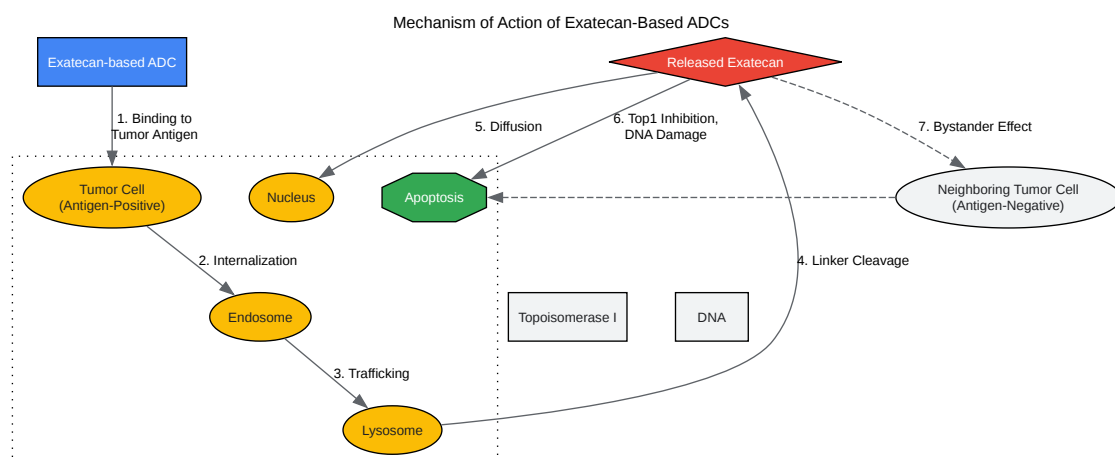 Mechanism of Action of Exatecan-Based ADCs
Exatecan-based ADC
Released Exatecan
1. Binding to
Tumor Antigen
5. Diffusion
6. Top1 Inhibition,
DNA Damage
7. Bystander Effect
Tumor Cell
(Antigen-Positive)
Nucleus
Apoptosis
Neighboring Tumor Cell
(Antigen-Negative)
2. Internalization
4. Linker Cleavage
Endosome
Topoisomerase I
DNA
3. Trafficking
Lysosome